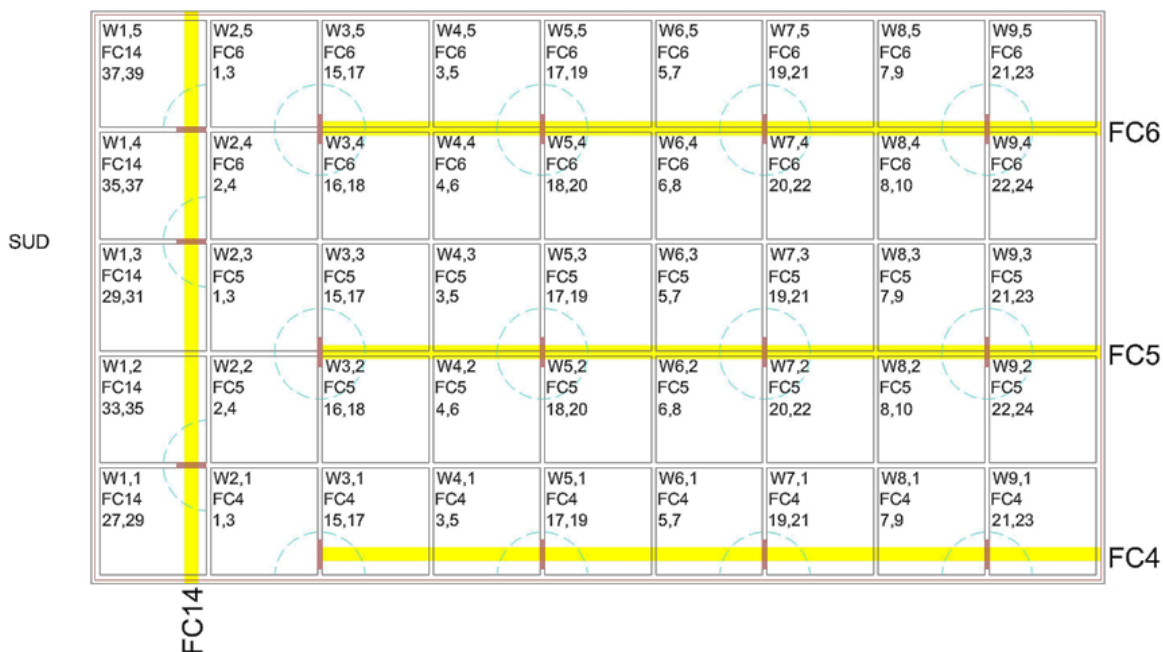 W1,5
FC14
37,39
W2,5
FC6
1,3
W3,5
FC6
15,17
W4,5
FC6
3,5
W5,5
FC6
17,19
W6,5
FC6
5,7
W7,5
FC6
19,21
W8,5
FC6
7,9
W9,5
FC6
21,23
FC6
W1,4
FC14
35,37
W2,4
FC6
2,4
W3,4
FC6
16,18
W4,4
FC6
4,6
W5,4
FC6
18,20
W6,4
FC6
6,8
W7,4
FC6
20,22
W8,4
FC6
8,10
W9,4
FC6
22,24
SUD
W1,3
FC14
29,31
W2,3
FC5
1,3
W3,3
FC5
15,17
W4,3
FC5
3,5
W5,3
FC5
17,19
W6,3
FC5
5,7
W7,3
FC5
19,21
W8,3
FC5
7,9
W9,3
FC5
21,23
FC5
W1,2
FC14
33,35
W2,2
FC5
2,4
W3,2
FC5
16,18
W4,2
FC5
4,6
W5,2
FC5
18,20
W6,2
FC5
6,8
W7,2
FC5
20,22
W8,2
FC5
8,10
W9,2
FC5
22,24
W1,1
FC14
27,29
W2,1
FC4
1,3
W3,1
FC4
15,17
W4,1
FC4
3,5
W5,1
FC4
17,19
W6,1
FC4
5,7
W7,1
FC4
19,21
W8,1
FC4
7,9
W9,1
FC4
21,23
FC4
FC14